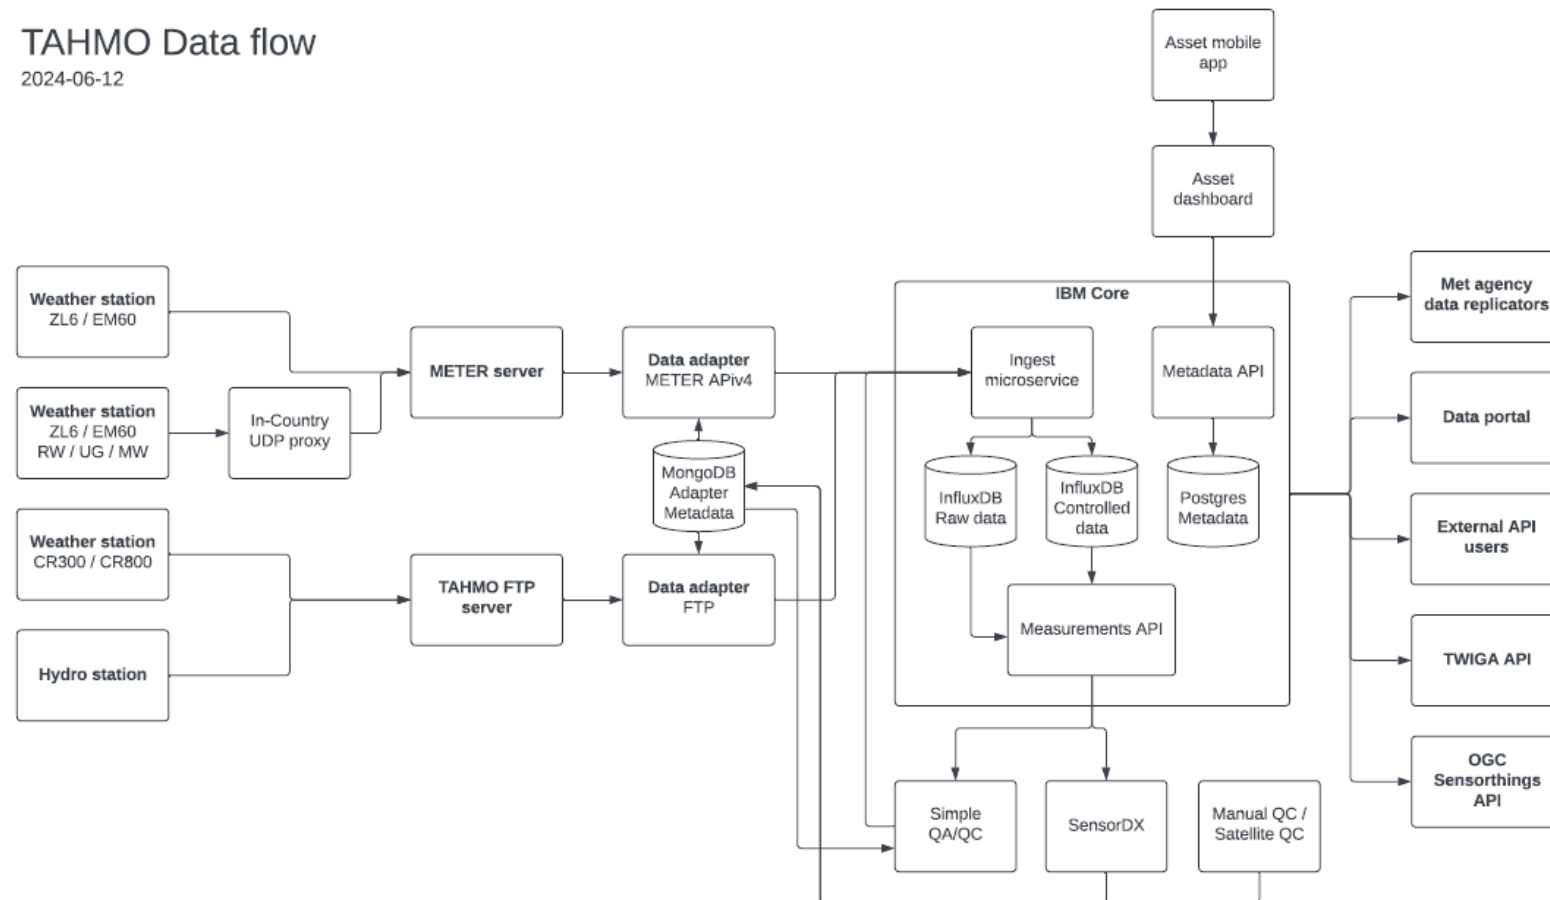 TAHMO Data flow
2024-06-12
Asset mobile
app
Asset
dashboard
Weather station
ZL6 / EM60
Weather station
ZL6 / EM60
RW / UG / MW
In-Country
UDP proxy
METER server
Data adapter
METER APiv4
MongoDB
Adapter
Metadata
Weather station
CR300 / CR800
Hydro station
TAHMO FTP
server
Data adapter
FTP
IBM Core
Ingest
microservice
Metadata API
InfluxDB
Raw data
InfluxDB
Controlled
data
Postgres
Metadata
Measurements API
Simple
QA/QC
SensorDX
Manual QC /
Satellite QC
Met agency
data replicators
Data portal
External API
users
TWIGA API
OGC
Sensorthings
API